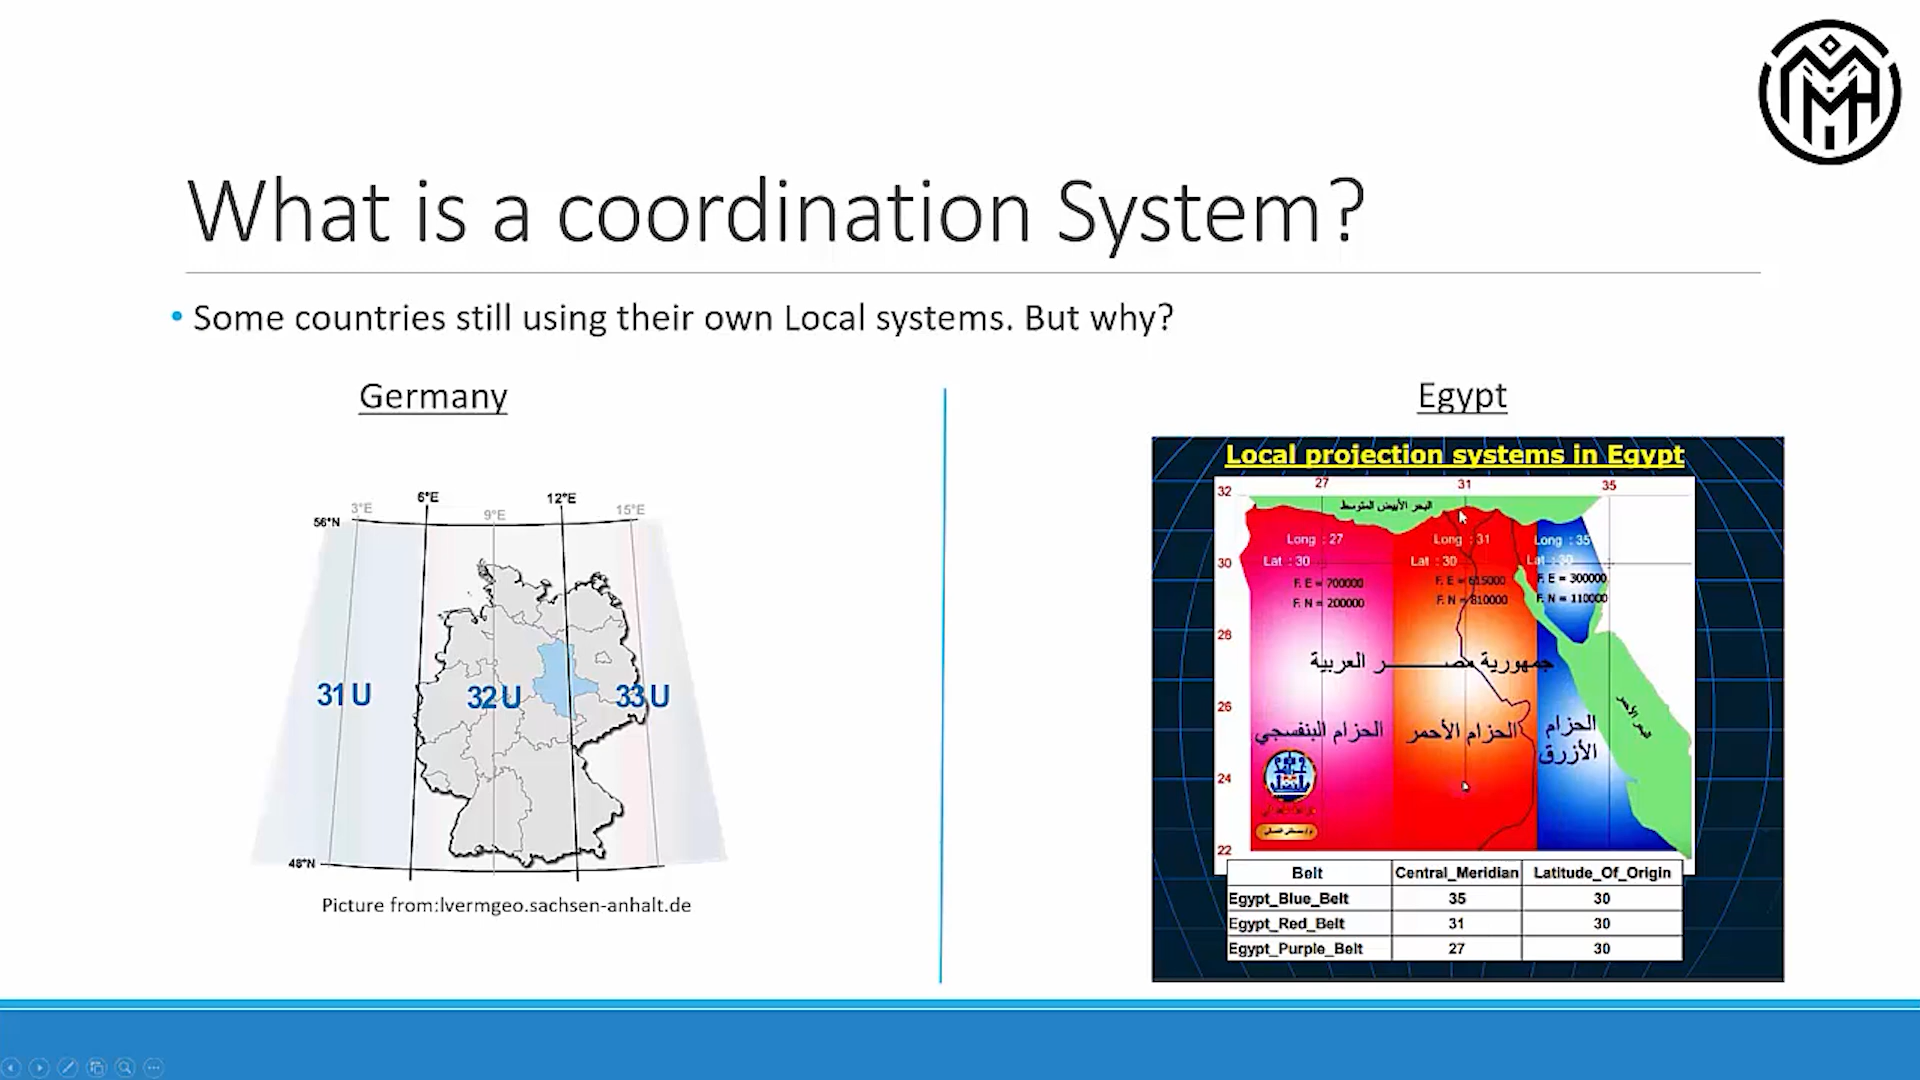 What is a coordination System?
• Some countries still using their own Local systems. But why?
Germany
3°E
6°E
9°E
12°E
15°E
56°N
31U
32U
33U
48°N
Picture from:lvermgeo.sachsen-anhalt.de
Egypt
Local projection systems in Egypt
27
31
35
32
30
28
26
24
22
البحر الأبيض المتوسط
Long : 27
Lat : 30
F. E = 700000
F. N = 200000
Long : 31
Lat : 30
F. E = 615000
F. N = 810000
Long : 35
Lat : 30
F. E = 300000
F. N = 110000
جمهورية مصـــــــر العربية
الحزام البنفسجي
الحزام الأحمر
الحزام
الأزرق
البحر الأحمر
Belt Central_Meridian Latitude_Of_Origin
Egypt_Blue_Belt 35 30
Egypt_Red_Belt 31 30
Egypt_Purple_Belt 27 30